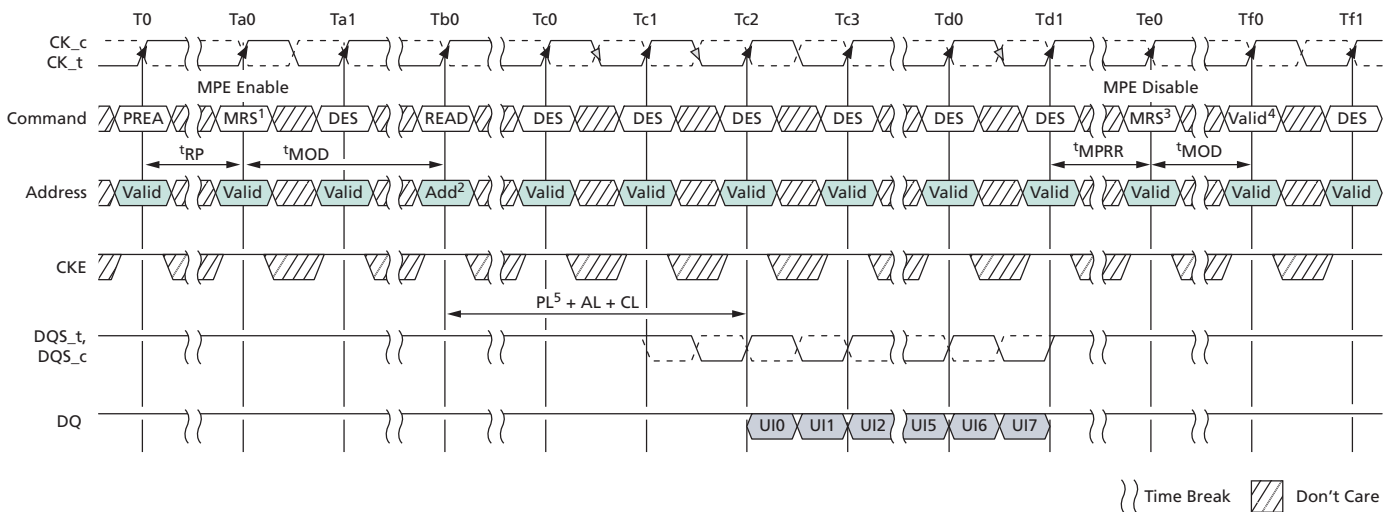 T0 Ta0 Ta1 Tb0 Tc0 Tc1 Tc2 Tc3 Td0 Td1 Te0 Tf0 Tf1
CK_c
CK_t
MPE Enable MPE Disable
Command PREA MRS¹ DES READ DES DES DES DES DES DES MRS³ Valid⁴ DES
tRP tMOD tMPRR tMOD
Address Valid Valid Valid Add² Valid Valid Valid Valid Valid Valid Valid Valid Valid
CKE
PL⁵ + AL + CL
DQS_t,
DQS_c
DQ UI0 UI1 UI2 UI5 UI6 UI7
Time Break Don't Care